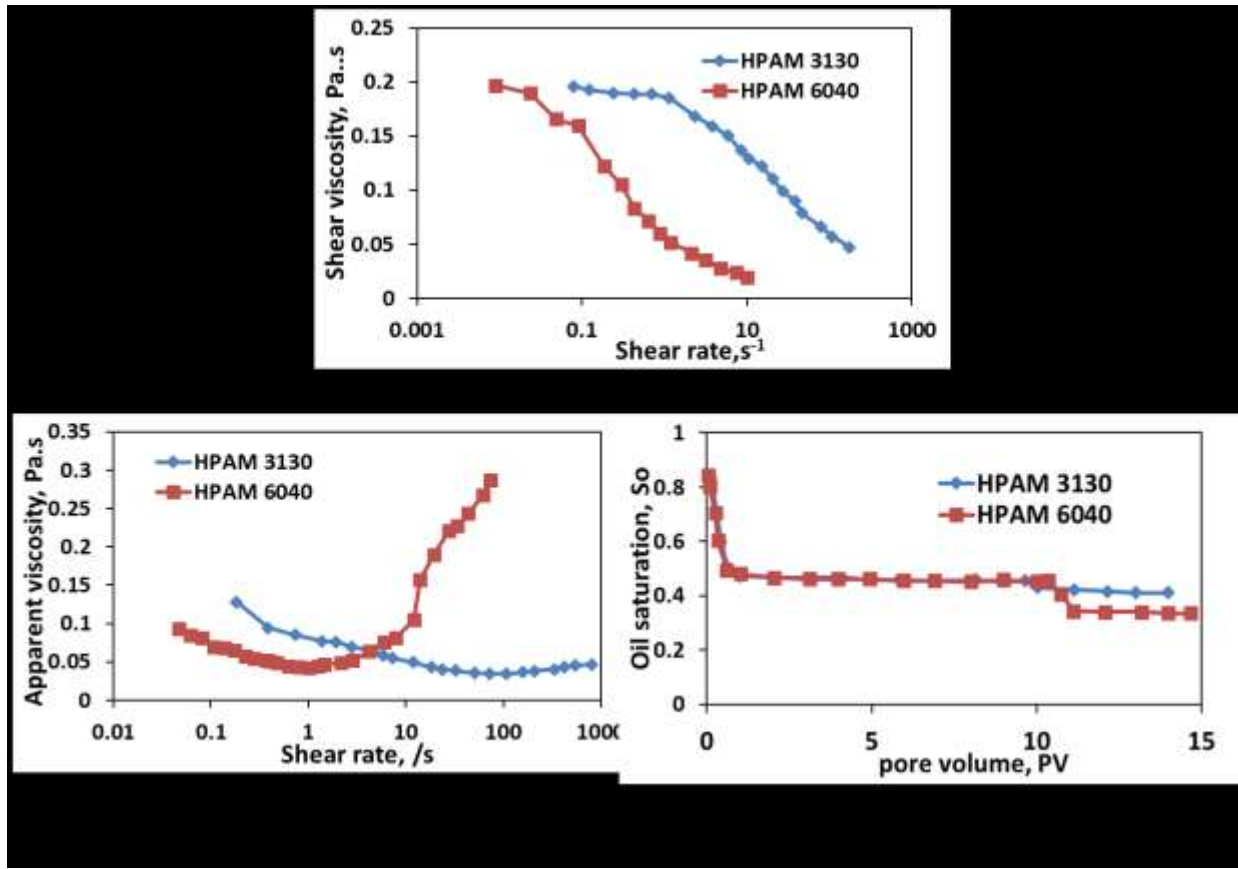 0.25
0.2
0.15
0.1
0.05
0
Shear viscosity, Pa..s
HPAM 3130
HPAM 6040
0.001
0.1
10
1000
Shear rate,s⁻¹
0.35
0.3
0.25
0.2
0.15
0.1
0.05
0
Apparent viscosity, Pa.s
HPAM 3130
HPAM 6040
0.01
0.1
1
10
100
1000
Shear rate, /s
1
0.8
0.6
0.4
0.2
0
Oil saturation, So
HPAM 3130
HPAM 6040
0
5
10
15
pore volume, PV